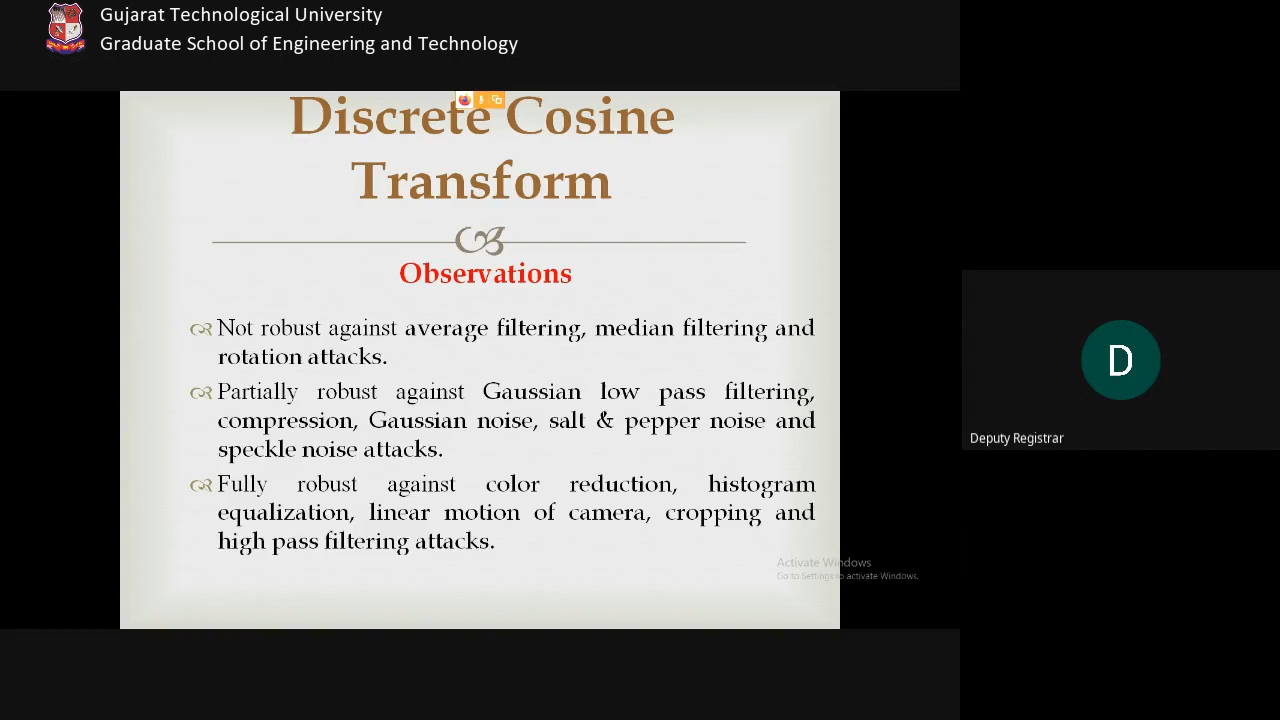 Gujarat Technological University
Graduate School of Engineering and Technology
Discrete Cosine
Transform
Observations
Not robust against average filtering, median filtering and
rotation attacks.
Partially robust against Gaussian low pass filtering,
compression, Gaussian noise, salt & pepper noise and
speckle noise attacks.
Fully robust against color reduction, histogram
equalization, linear motion of camera, cropping and
high pass filtering attacks.
Activate Windows
Go to Settings to activate Windows.
D
Deputy Registrar